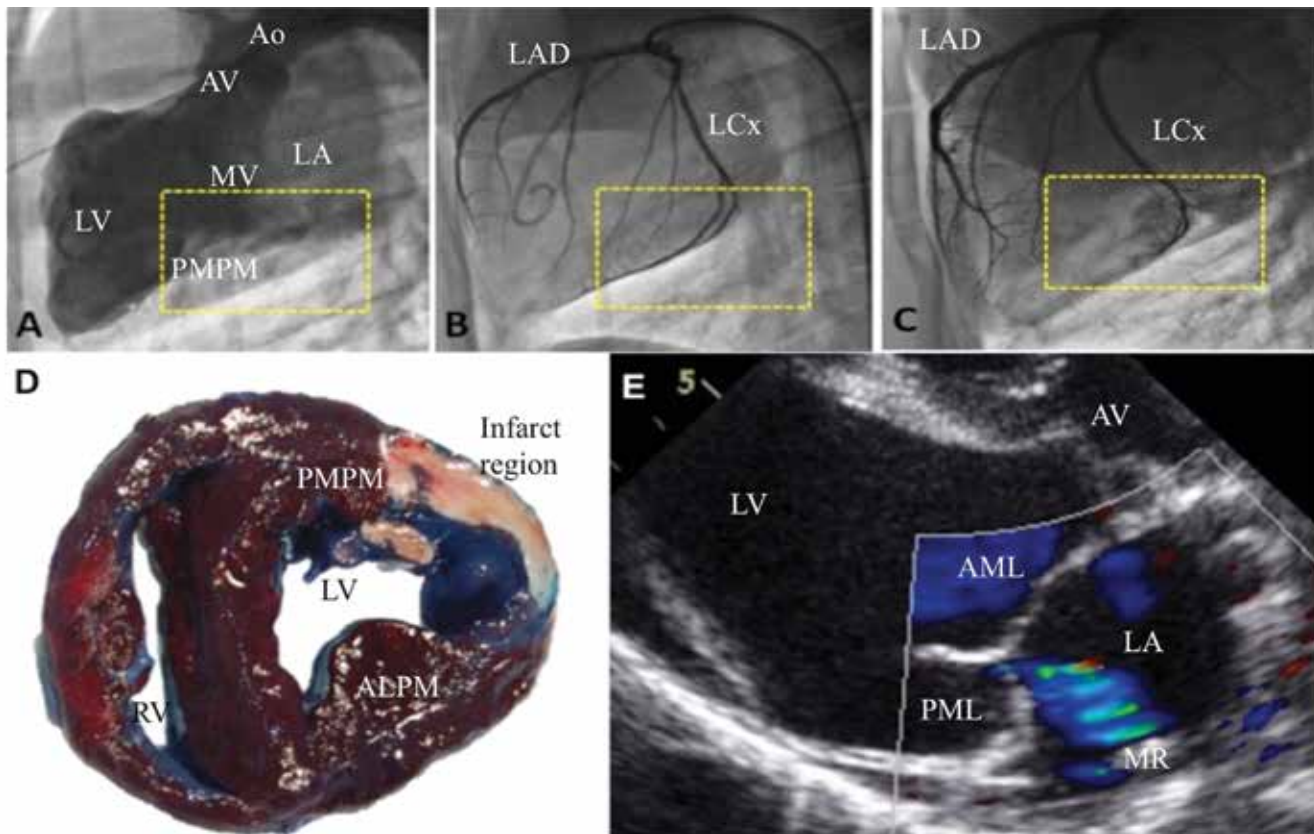 Ao
AV
LAD
LAD
LCx
LCx
LA
MV
LV
PMPM
A
B
C
D
E
5
Infarct
region
PMPM
AV
LV
LV
AML
LA
ALPM
RV
PML
MR